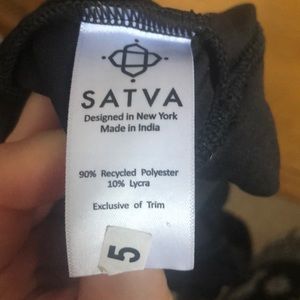 SATVA
Designed in New York
Made in India
90% Recycled Polyester
10% Lycra
Exclusive of Trim
5